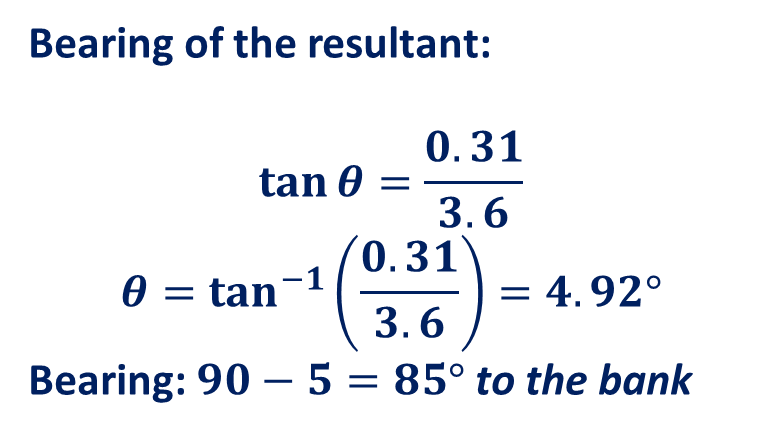 Bearing of the resultant:
tan θ = 0.31/3.6
θ = tan⁻¹(0.31/3.6) = 4.92°
Bearing: 90 − 5 = 85° to the bank